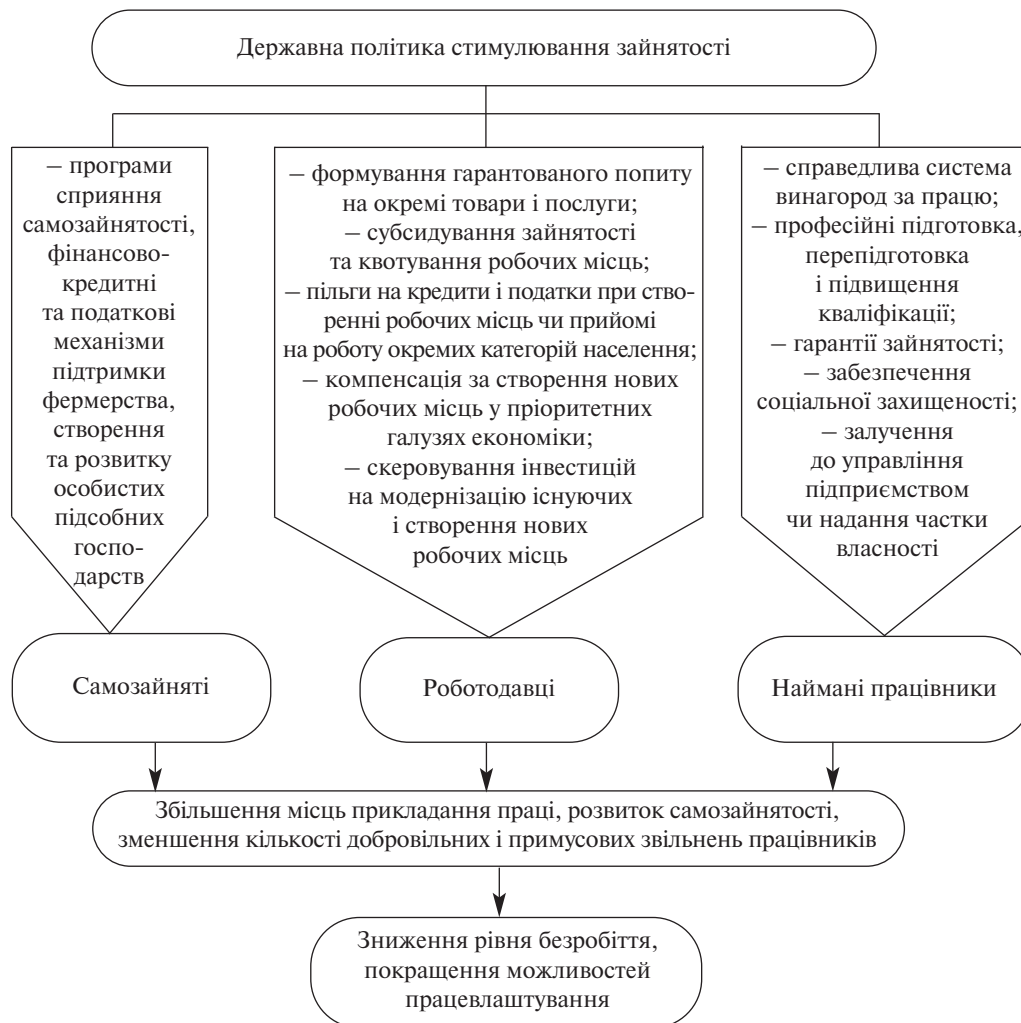 Державна політика стимулювання зайнятості
— програми
сприяння
самозайнятості,
фінансово-
кредитні
та податкові
механізми
підтримки
фермерства,
створення
та розвитку
особистих
підсобних
госпо-
дарств
— формування гарантованого попиту
на окремі товари і послуги;
— субсидування зайнятості
та квотування робочих місць;
— пільги на кредити і податки при ство-
ренні робочих місць чи прийомі
на роботу окремих категорій населення;
— компенсація за створення нових
робочих місць у пріоритетних
галузях економіки;
— скеровування інвестицій
на модернізацію існуючих
і створення нових
робочих місць
— справедлива система
винагород за працю;
— професійні підготовка,
перепідготовка
і підвищення
кваліфікації;
— гарантії зайнятості;
— забезпечення
соціальної захищеності;
— залучення
до управління
підприємством
чи надання частки
власності
Самозайняті
Роботодавці
Наймані працівники
Збільшення місць прикладання праці, розвиток самозайнятості,
зменшення кількості добровільних і примусових звільнень працівників
Зниження рівня безробіття,
покращення можливостей
працевлаштування